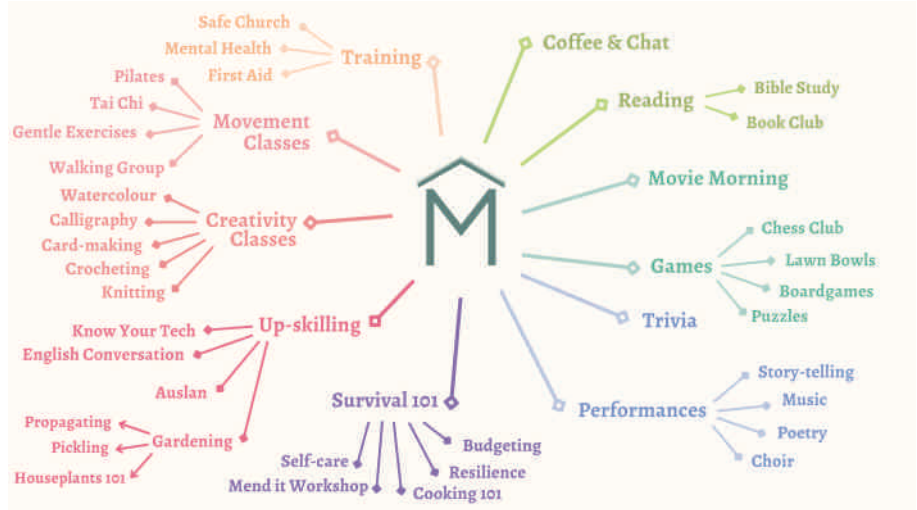 Safe Church
Mental Health
First Aid
Training
Coffee & Chat
Reading
Bible Study
Book Club
Pilates
Tai Chi
Gentle Exercises
Walking Group
Movement
Classes
Movie Morning
Watercolour
Calligraphy
Card-making
Crocheting
Knitting
Creativity
Classes
M
Games
Chess Club
Lawn Bowls
Boardgames
Puzzles
Up-skilling
Know Your Tech
English Conversation
Auslan
Gardening
Propagating
Pickling
Houseplants 101
Trivia
Survival 101
Self-care
Mend it Workshop
Cooking 101
Resilience
Budgeting
Performances
Story-telling
Music
Poetry
Choir